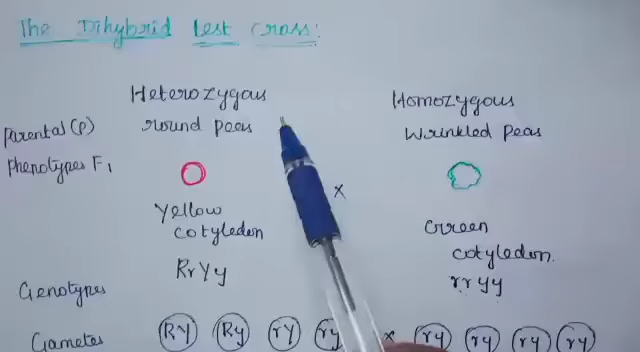 The Dihybrid test Cross:
Heterozygous Homozygous
Parental (P) round peas Wrinkled Peas
Phenotypes F1
x
Yellow Green
cotyledon cotyledon.
Genotypes RrYy rryy
Gametes RY Ry rY ry x ry ry ry ry